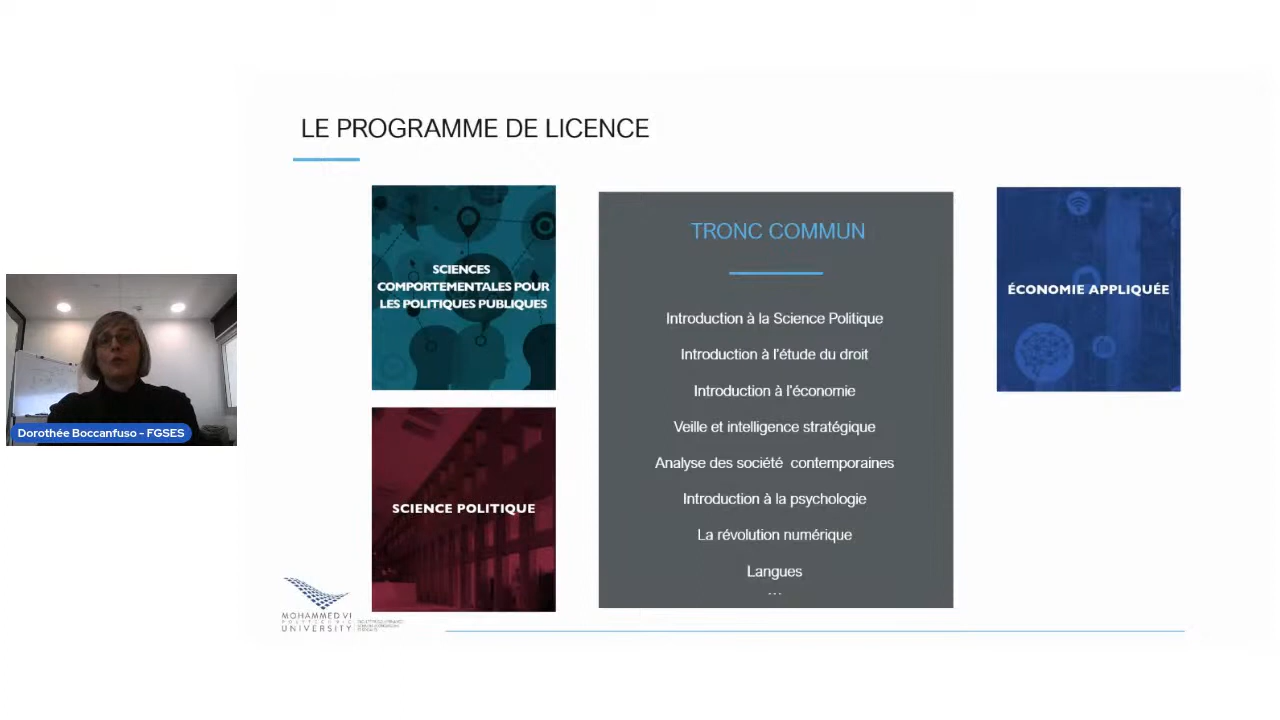 LE PROGRAMME DE LICENCE
SCIENCES
COMPORTEMENTALES POUR
LES POLITIQUES PUBLIQUES
SCIENCE POLITIQUE
TRONC COMMUN
Introduction à la Science Politique
Introduction à l'étude du droit
Introduction à l'économie
Veille et intelligence stratégique
Analyse des société contemporaines
Introduction à la psychologie
La révolution numérique
Langues
...
ÉCONOMIE APPLIQUÉE
Dorothée Boccanfuso - FGSES
MOHAMMED VI
POLYTECHNIC
UNIVERSITY